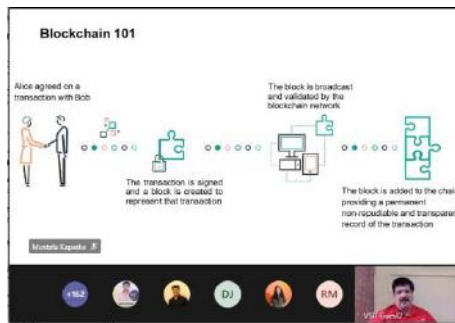 Blockchain 101
Alice agreed on a
transaction with Bob
The transaction is signed
and a block is created to
represent that transaction
The block is broadcast
and validated by the
blockchain network
The block is added to the chain
providing a permanent
non-repudiable and transparent
record of the transaction
+162
DJ
RM